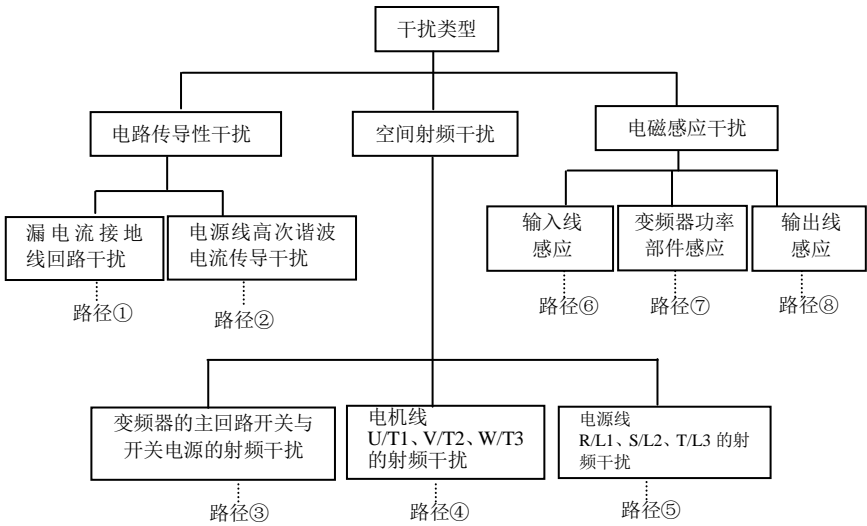 干扰类型
电路传导性干扰
空间射频干扰
电磁感应干扰
漏电流接地
线回路干扰
电源线高次谐波
电流传导干扰
输入线
感应
变频器功率
部件感应
输出线
感应
路径①
路径②
路径⑥
路径⑦
路径⑧
变频器的主回路开关与
开关电源的射频干扰
电机线
U/T1、V/T2、W/T3
的射频干扰
电源线
R/L1、S/L2、T/L3 的射
频干扰
路径③
路径④
路径⑤